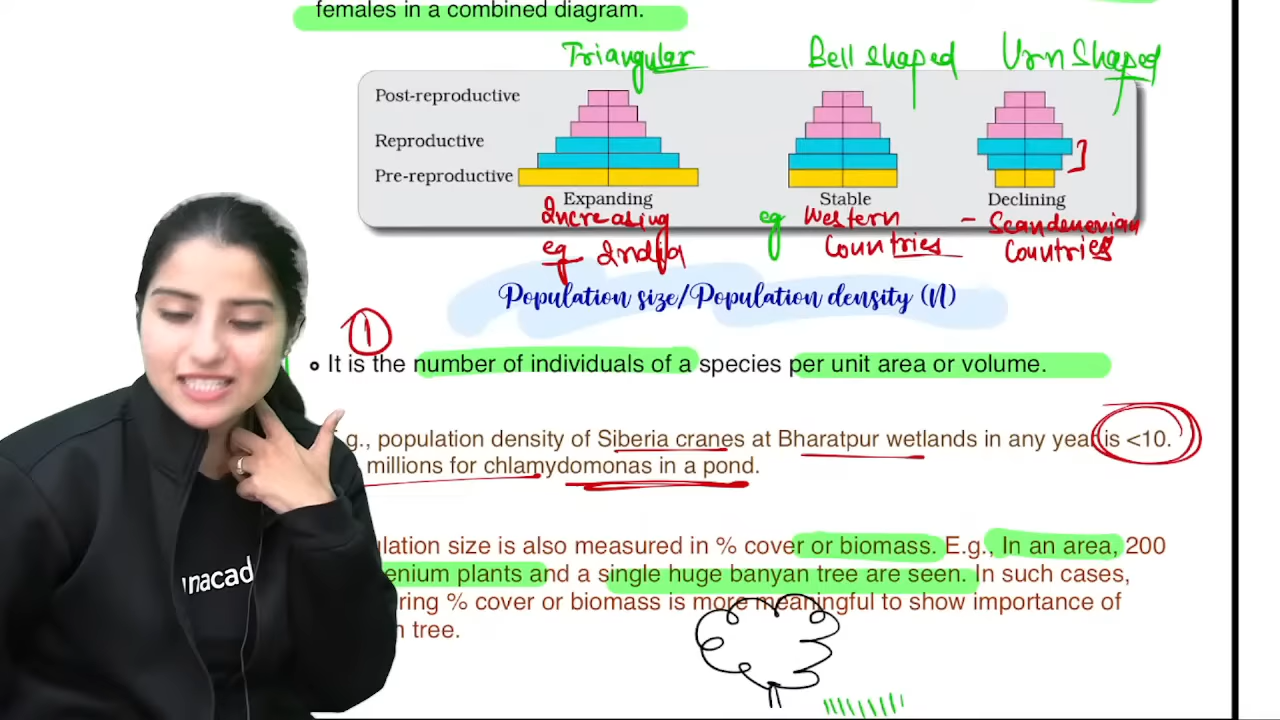 females in a combined diagram.
Triangular Bell shaped Urn Shaped
Post-reproductive
Reproductive
Pre-reproductive
Expanding Stable Declining
Increasing eg Western – Scandenevian
eg India Countries Countries
Population size/Population density (N)
1
It is the number of individuals of a species per unit area or volume.
.g., population density of Siberia cranes at Bharatpur wetlands in any year is <10.
millions for chlamydomonas in a pond.
ulation size is also measured in % cover or biomass. E.g., In an area, 200
enium plants and a single huge banyan tree are seen. In such cases,
ring % cover or biomass is more meaningful to show importance of
n tree.
unacad